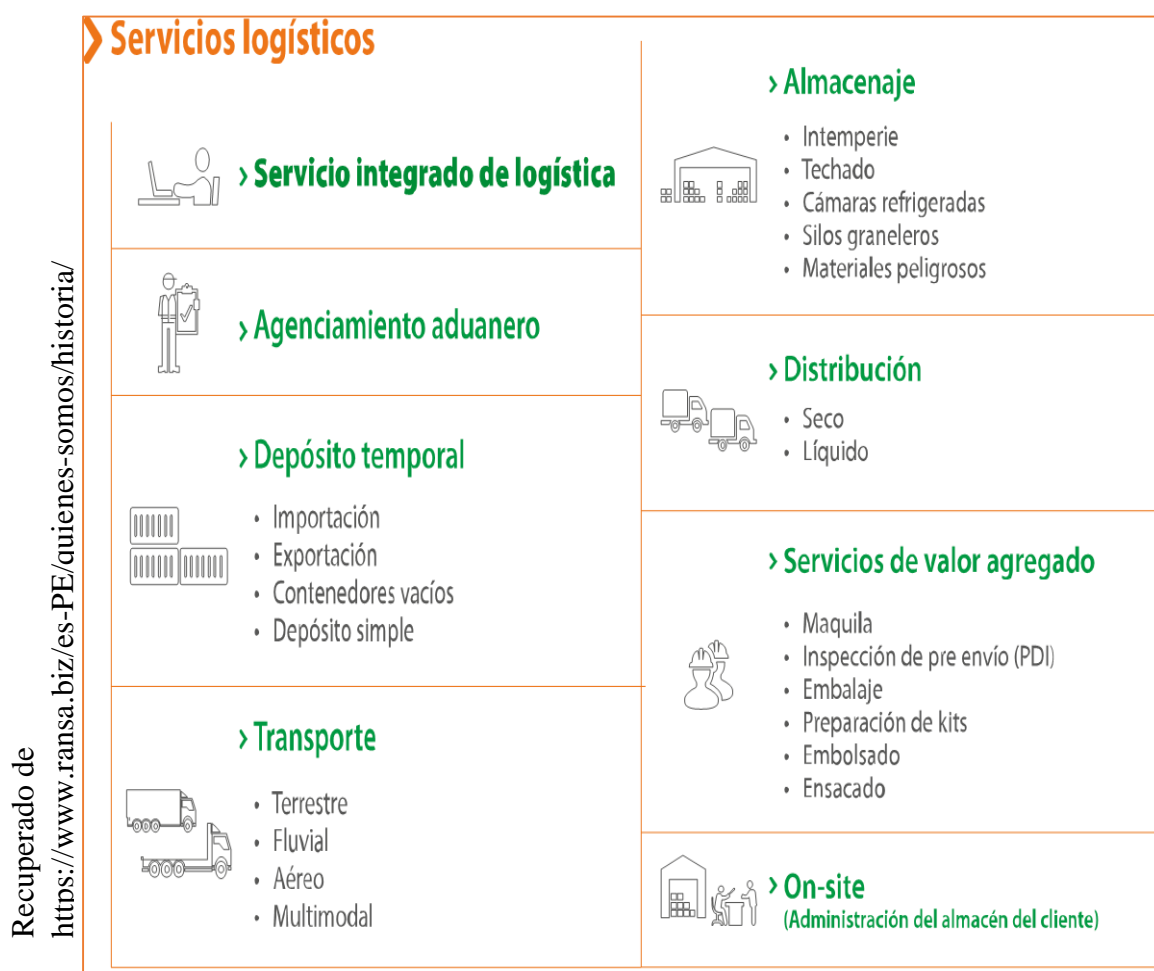 Servicios logísticos
Servicio integrado de logística
Agenciamiento aduanero
Depósito temporal
• Importación
• Exportación
• Contenedores vacíos
• Depósito simple
Transporte
• Terrestre
• Fluvial
• Aéreo
• Multimodal
Almacenaje
• Intemperie
• Techado
• Cámaras refrigeradas
• Silos graneleros
• Materiales peligrosos
Distribución
• Seco
• Líquido
Servicios de valor agregado
• Maquila
• Inspección de pre envío (PDI)
• Embalaje
• Preparación de kits
• Embolsado
• Ensacado
On-site
(Administración del almacén del cliente)
Recuperado de
https://www.ransa.biz/es-PE/quienes-somos/historia/